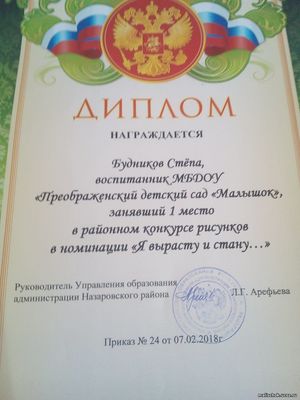 ДИПЛОМ
НАГРАЖДАЕТСЯ
Будников Стёпа,
воспитанник МБДОУ
«Преображенский детский сад «Малышок»,
занявший 1 место
в районном конкурсе рисунков
в номинации «Я вырасту и стану…»
Руководитель Управления образования
администрации Назаровского района Л.Г. Арефьева
Приказ № 24 от 07.02.2018г